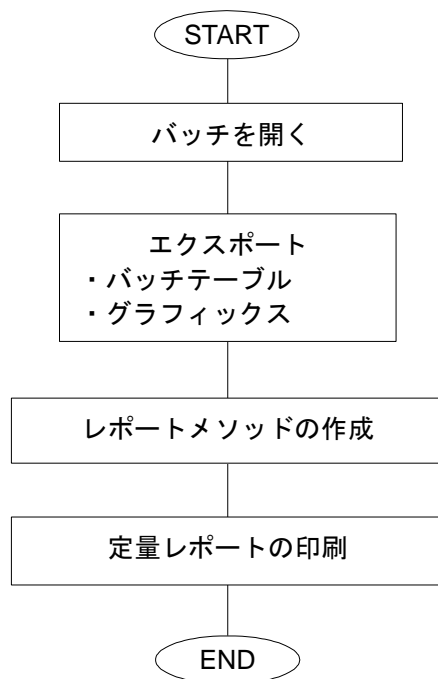 START
バッチを開く
エクスポート
・バッチテーブル
・グラフィックス
レポートメソッドの作成
定量レポートの印刷
END